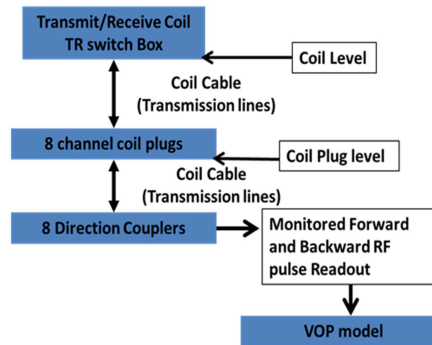 Transmit/Receive Coil
TR switch Box
Coil Level
Coil Cable
(Transmission lines)
8 channel coil plugs
Coil Plug level
Coil Cable
(Transmission lines)
8 Direction Couplers
Monitored Forward
and Backward RF
pulse Readout
VOP model